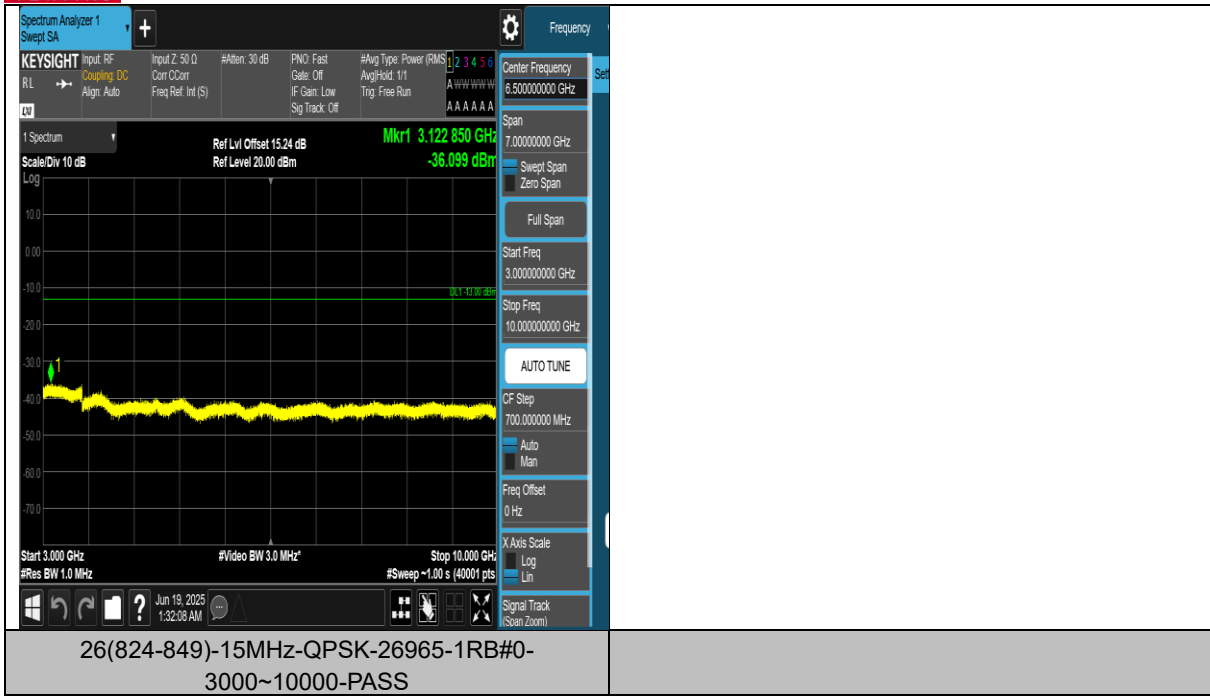 Spectrum Analyzer 1
Swept SA
+
Frequency
KEYSIGHT
RL
LXI
Input: RF
Coupling: DC
Align: Auto
Input Z: 50 Ω
Corr CCorr
Freq Ref: Int (S)
#Atten: 30 dB
PNO: Fast
Gate: Off
IF Gain: Low
Sig Track: Off
#Avg Type: Power (RMS
Avg|Hold: 1/1
Trig: Free Run
1 2 3 4 5 6
A W W W W W
A A A A A A
1 Spectrum
Scale/Div 10 dB
Log
Ref Lvl Offset 15.24 dB
Ref Level 20.00 dBm
Mkr1 3.122 850 GHz
-36.099 dBm
10.0
0.00
-10.0
DL1 -13.00 dBm
-20.0
-30.0
1
-40.0
-50.0
-60.0
-70.0
Start 3.000 GHz
#Res BW 1.0 MHz
#Video BW 3.0 MHz*
Stop 10.000 GHz
#Sweep ~1.00 s (40001 pts
?
Jun 19, 2025
1:32:08 AM
Center Frequency
6.500000000 GHz
Span
7.00000000 GHz
Swept Span
Zero Span
Full Span
Start Freq
3.000000000 GHz
Stop Freq
10.000000000 GHz
AUTO TUNE
CF Step
700.000000 MHz
Auto
Man
Freq Offset
0 Hz
X Axis Scale
Log
Lin
Signal Track
(Span Zoom)
26(824-849)-15MHz-QPSK-26965-1RB#0-
3000~10000-PASS